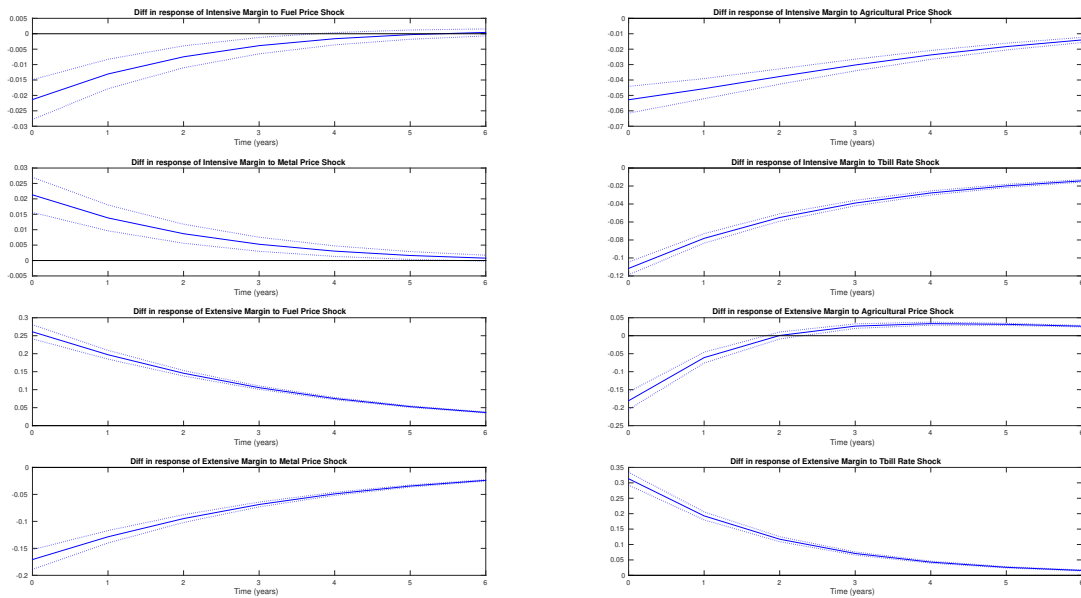 Diff in response of Intensive Margin to Fuel Price Shock
0.005
0
-0.005
-0.01
-0.015
-0.02
-0.025
-0.03
0 1 2 3 4 5 6
Time (years)
Diff in response of Intensive Margin to Agricultural Price Shock
0
-0.01
-0.02
-0.03
-0.04
-0.05
-0.06
-0.07
0 1 2 3 4 5 6
Time (years)
Diff in response of Intensive Margin to Metal Price Shock
0.03
0.025
0.02
0.015
0.01
0.005
0
-0.005
0 1 2 3 4 5 6
Time (years)
Diff in response of Intensive Margin to Tbill Rate Shock
0
-0.02
-0.04
-0.06
-0.08
-0.1
-0.12
0 1 2 3 4 5 6
Time (years)
Diff in response of Extensive Margin to Fuel Price Shock
0.3
0.25
0.2
0.15
0.1
0.05
0
0 1 2 3 4 5 6
Time (years)
Diff in response of Extensive Margin to Agricultural Price Shock
0.05
0
-0.05
-0.1
-0.15
-0.2
-0.25
0 1 2 3 4 5 6
Time (years)
Diff in response of Extensive Margin to Metal Price Shock
0
-0.05
-0.1
-0.15
-0.2
0 1 2 3 4 5 6
Time (years)
Diff in response of Extensive Margin to Tbill Rate Shock
0.35
0.3
0.25
0.2
0.15
0.1
0.05
0
0 1 2 3 4 5 6
Time (years)